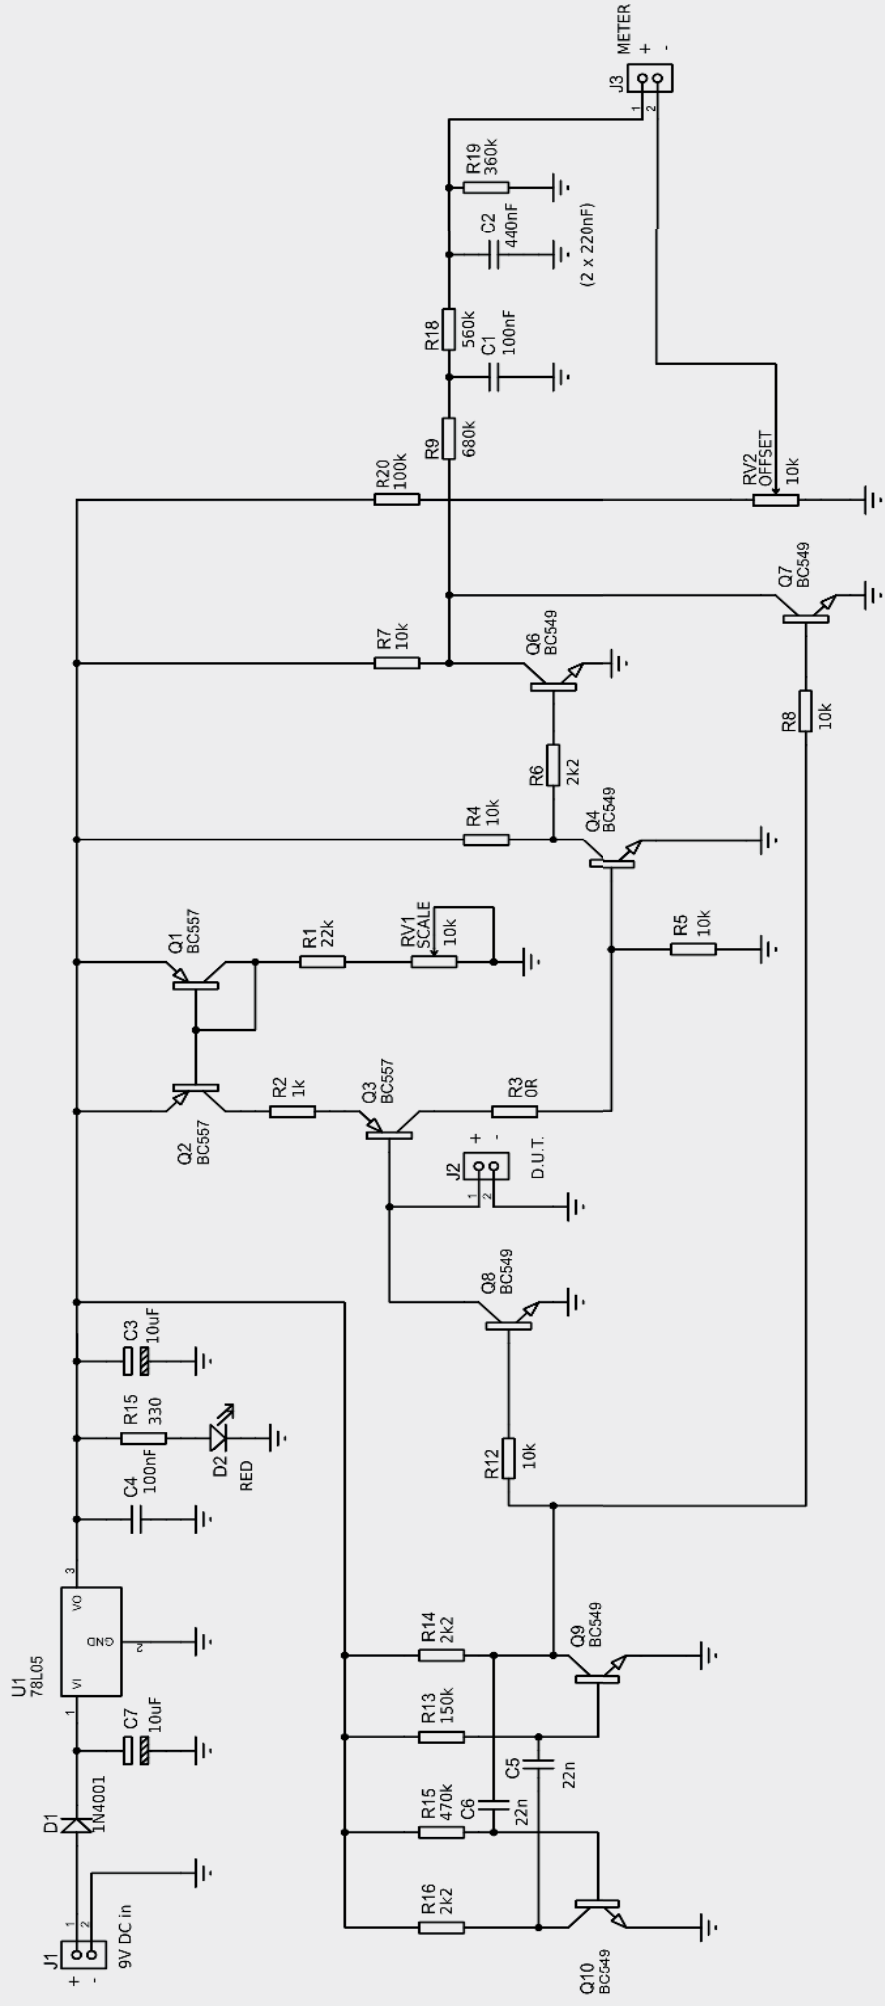 J1
+
-
1
2
9V DC in
D1
1N4001
C7
10uF
U1
78L05
1
VI
VO
3
GND
2
C4
100nF
R15
330
D2
RED
C3
10uF
Q2
BC557
Q1
BC557
R2
1k
R1
22k
RV1
SCALE
10k
Q3
BC557
R3
0R
J2
+
-
1
2
D.U.T.
R4
10k
Q4
BC549
R5
10k
R6
2k2
R7
10k
Q6
BC549
R20
100k
R9
680k
R18
560k
C1
100nF
C2
440nF
(2 x 220nF)
R19
360k
METER
+
-
J3
1
2
RV2
OFFSET
10k
Q7
BC549
R8
10k
Q8
BC549
R12
10k
R16
2k2
R15
470k
R13
150k
R14
2k2
C6
22n
C5
22n
Q10
BC549
Q9
BC549